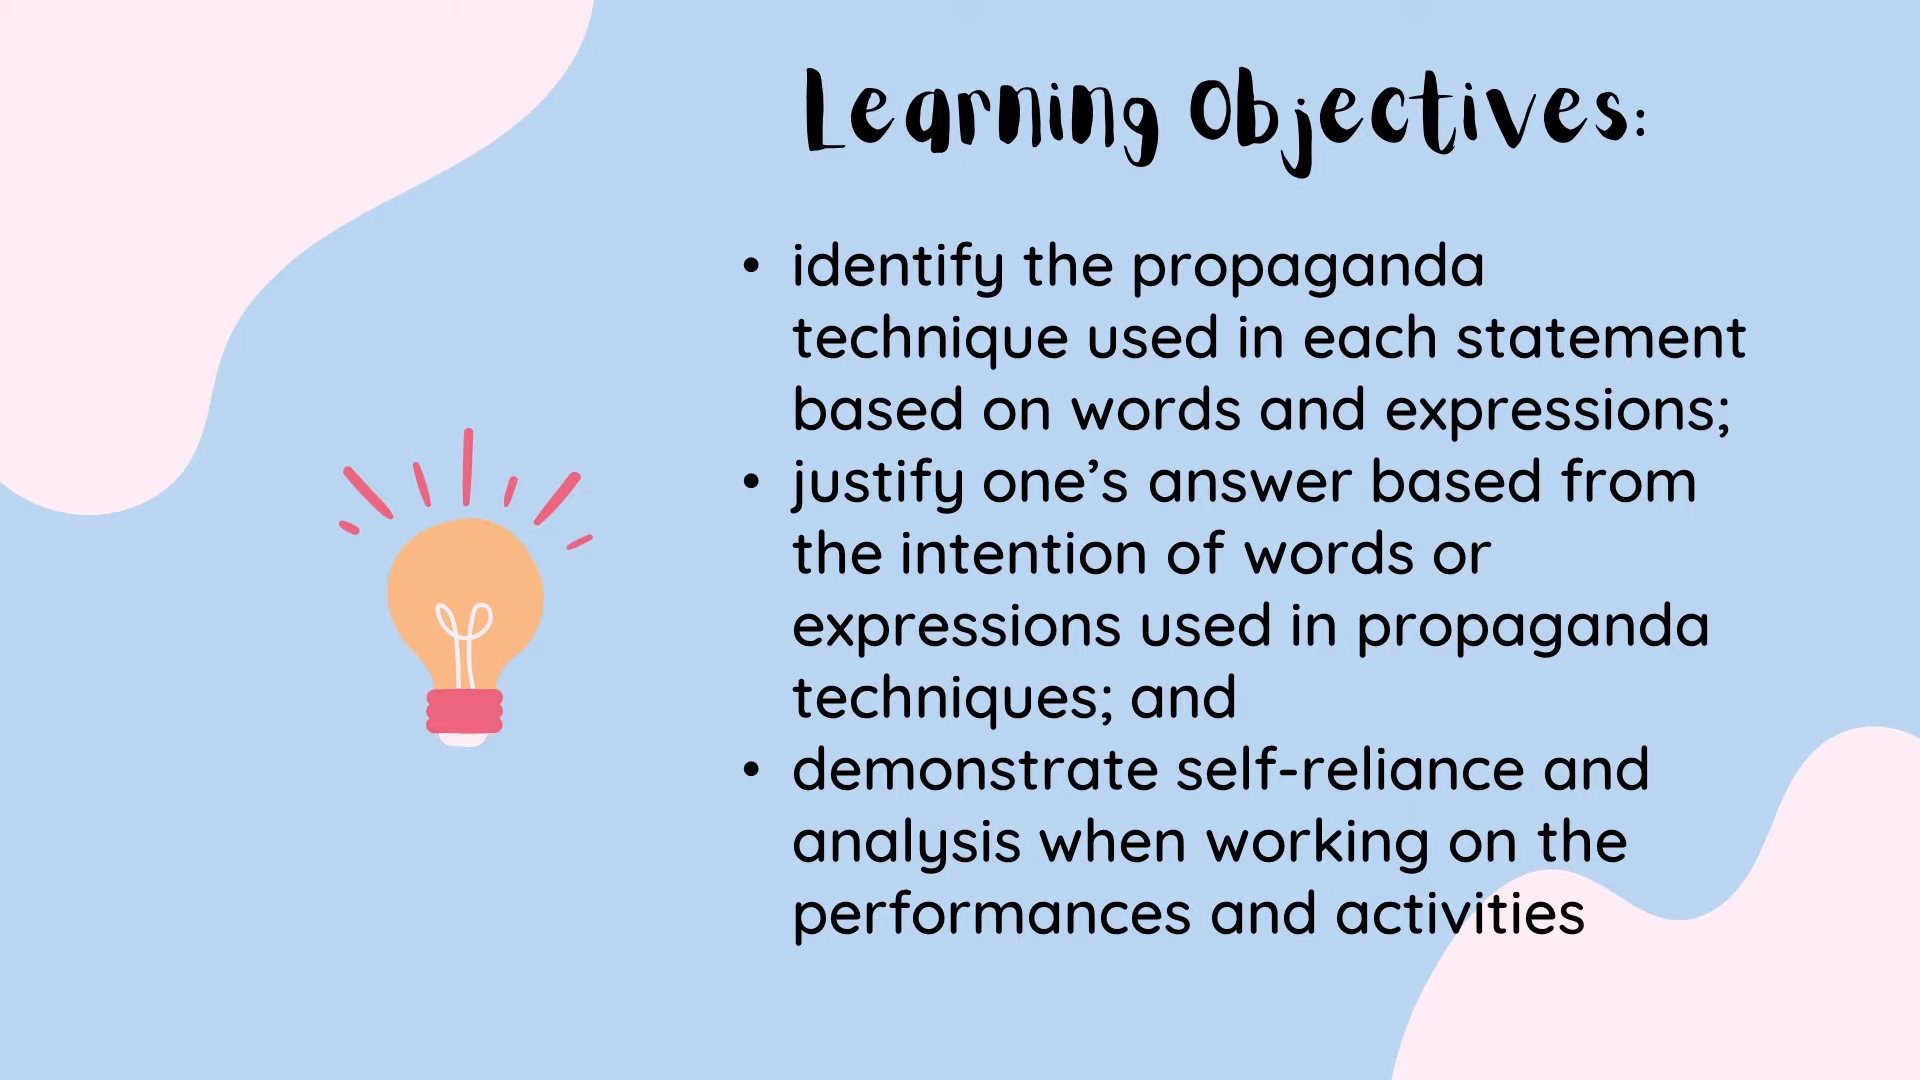 Learning Objectives:
• identify the propaganda
technique used in each statement
based on words and expressions;
• justify one’s answer based from
the intention of words or
expressions used in propaganda
techniques; and
• demonstrate self-reliance and
analysis when working on the
performances and activities